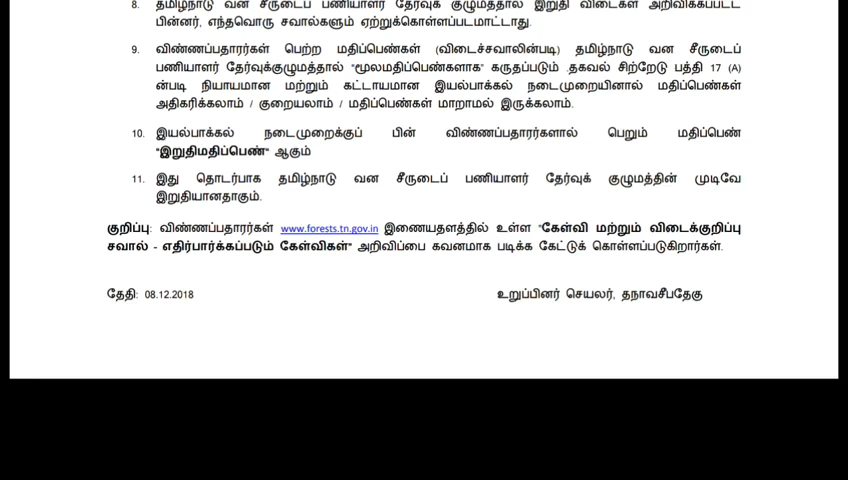 8. தமிழ்நாடு வன சீருடைப் பணியாளர் தேர்வுக் குழுமத்தால் இறுதி விடைகள் அறிவிக்கப்பட்ட
பின்னர், எந்தவொரு சவால்களும் ஏற்றுக்கொள்ளப்படமாட்டாது.
9. விண்ணப்பதாரர்கள் பெற்ற மதிப்பெண்கள் (விடைச்சவாலின்படி) தமிழ்நாடு வன சீருடைப்
பணியாளர் தேர்வுக்குழுமத்தால் "மூலமதிப்பெண்களாக" கருதப்படும் .தகவல் சிற்றேடு பத்தி 17 (A)
ன்படி நியாயமான மற்றும் கட்டாயமான இயல்பாக்கல் நடைமுறையினால் மதிப்பெண்கள்
அதிகரிக்கலாம் / குறையலாம் / மதிப்பெண்கள் மாறாமல் இருக்கலாம்.
10. இயல்பாக்கல் நடைமுறைக்குப் பின் விண்ணப்பதாரர்களால் பெறும் மதிப்பெண்
"இறுதிமதிப்பெண்" ஆகும்
11. இது தொடர்பாக தமிழ்நாடு வன சீருடைப் பணியாளர் தேர்வுக் குழுமத்தின் முடிவே
இறுதியானதாகும்.
குறிப்பு: விண்ணப்பதாரர்கள் www.forests.tn.gov.in இணையதளத்தில் உள்ள "கேள்வி மற்றும் விடைக்குறிப்பு
சவால் - எதிர்பார்க்கப்படும் கேள்விகள்" அறிவிப்பை கவனமாக படிக்க கேட்டுக் கொள்ளப்படுகிறார்கள்.
தேதி: 08.12.2018 உறுப்பினர் செயலர், தநாவசீபதேகு